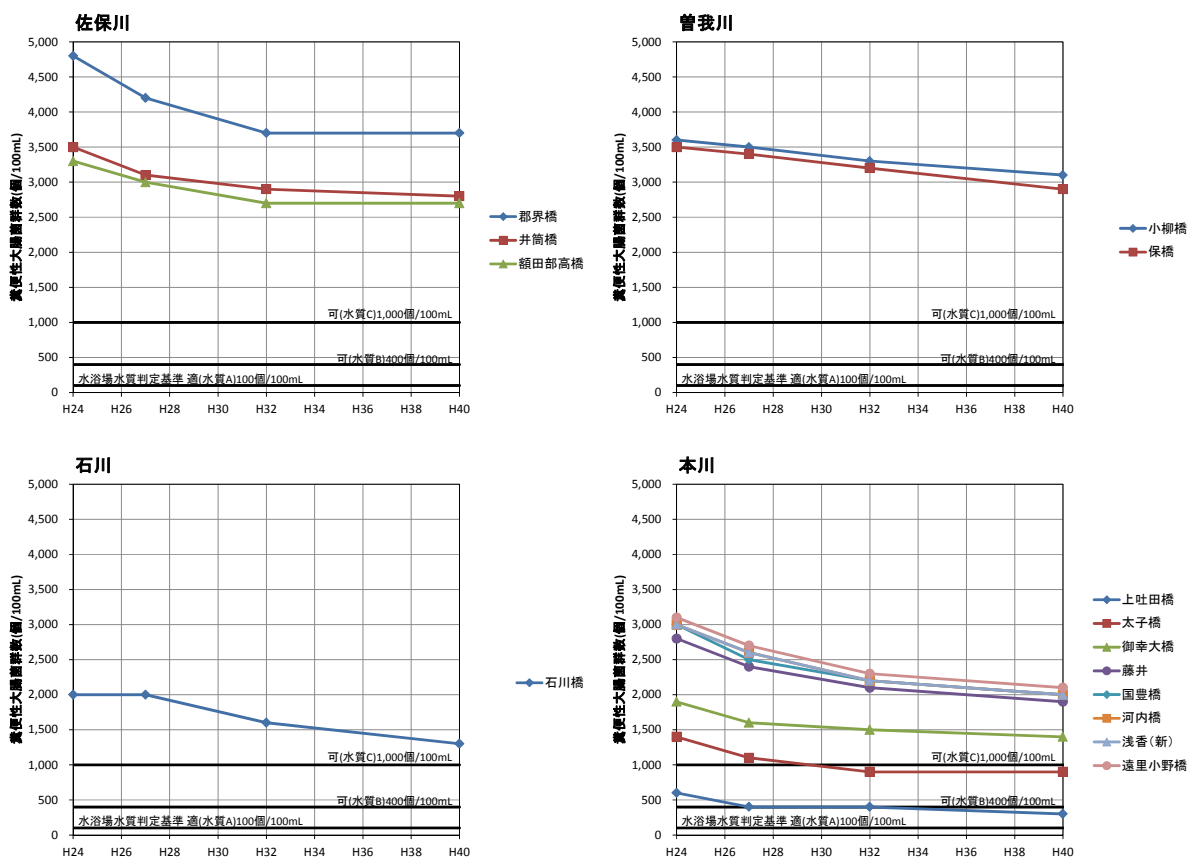 佐保川
糞便性大腸菌群数(個/100mL)
5,000
4,500
4,000
3,500
3,000
2,500
2,000
1,500
1,000
500
0
H24 H26 H28 H30 H32 H34 H36 H38 H40
可(水質C)1,000個/100mL
可(水質B)400個/100mL
水浴場水質判定基準 適(水質A)100個/100mL
郡界橋
井筒橋
額田部高橋
曽我川
糞便性大腸菌群数(個/100mL)
5,000
4,500
4,000
3,500
3,000
2,500
2,000
1,500
1,000
500
0
H24 H26 H28 H30 H32 H34 H36 H38 H40
可(水質C)1,000個/100mL
可(水質B)400個/100mL
水浴場水質判定基準 適(水質A)100個/100mL
小柳橋
保橋
石川
糞便性大腸菌群数(個/100mL)
5,000
4,500
4,000
3,500
3,000
2,500
2,000
1,500
1,000
500
0
H24 H26 H28 H30 H32 H34 H36 H38 H40
可(水質C)1,000個/100mL
可(水質B)400個/100mL
水浴場水質判定基準 適(水質A)100個/100mL
石川橋
本川
糞便性大腸菌群数(個/100mL)
5,000
4,500
4,000
3,500
3,000
2,500
2,000
1,500
1,000
500
0
H24 H26 H28 H30 H32 H34 H36 H38 H40
可(水質C)1,000個/100mL
可(水質B)400個/100mL
水浴場水質判定基準 適(水質A)100個/100mL
上吐田橋
太子橋
御幸大橋
藤井
国豊橋
河内橋
浅香(新)
遠里小野橋